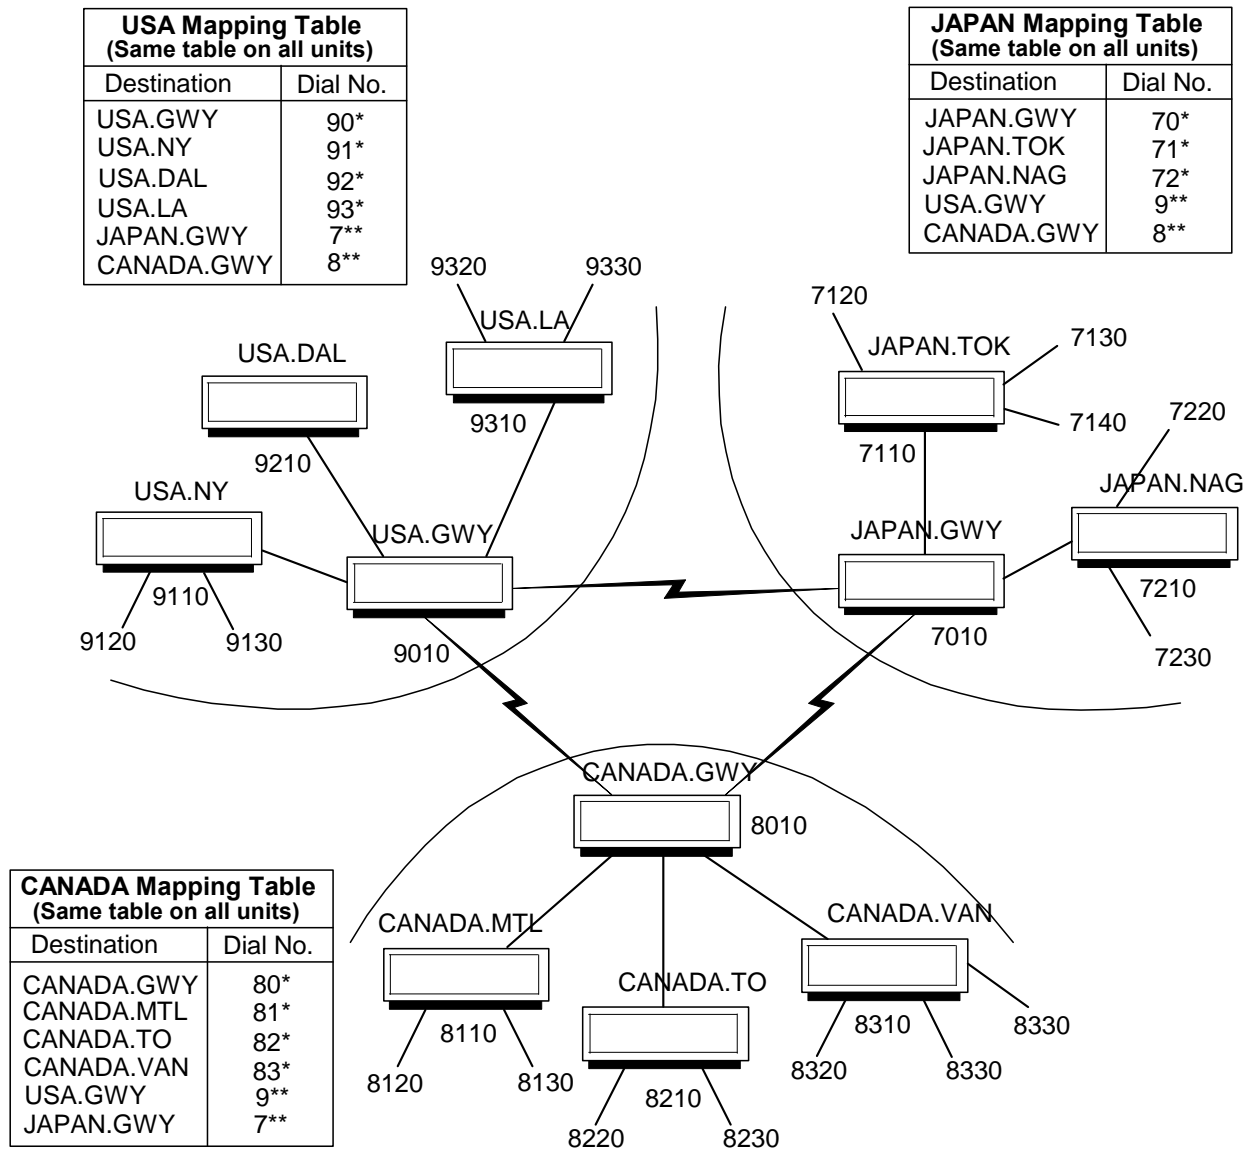 USA Mapping Table
(Same table on all units)
Destination Dial No.
USA.GWY 90*
USA.NY 91*
USA.DAL 92*
USA.LA 93*
JAPAN.GWY 7**
CANADA.GWY 8**
JAPAN Mapping Table
(Same table on all units)
Destination Dial No.
JAPAN.GWY 70*
JAPAN.TOK 71*
JAPAN.NAG 72*
USA.GWY 9**
CANADA.GWY 8**
9320 9330
USA.LA
9310
USA.DAL
9210
USA.NY
9110
9120 9130
USA.GWY
9010
7120
JAPAN.TOK
7130
7140
7110
7220
JAPAN.NAG
7210
7230
JAPAN.GWY
7010
CANADA.GWY
8010
CANADA.MTL
8110
8120 8130
CANADA.TO
8210
8220 8230
CANADA.VAN
8310
8330
8320 8330
CANADA Mapping Table
(Same table on all units)
Destination Dial No.
CANADA.GWY 80*
CANADA.MTL 81*
CANADA.TO 82*
CANADA.VAN 83*
USA.GWY 9**
JAPAN.GWY 7**